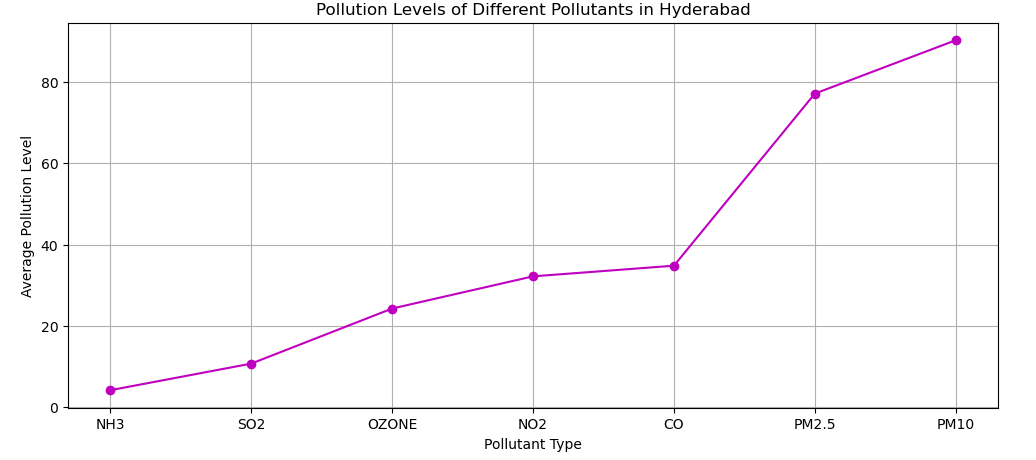 Pollution Levels of Different Pollutants in Hyderabad
Average Pollution Level
80
60
40
20
0
NH3 SO2 OZONE NO2 CO PM2.5 PM10
Pollutant Type